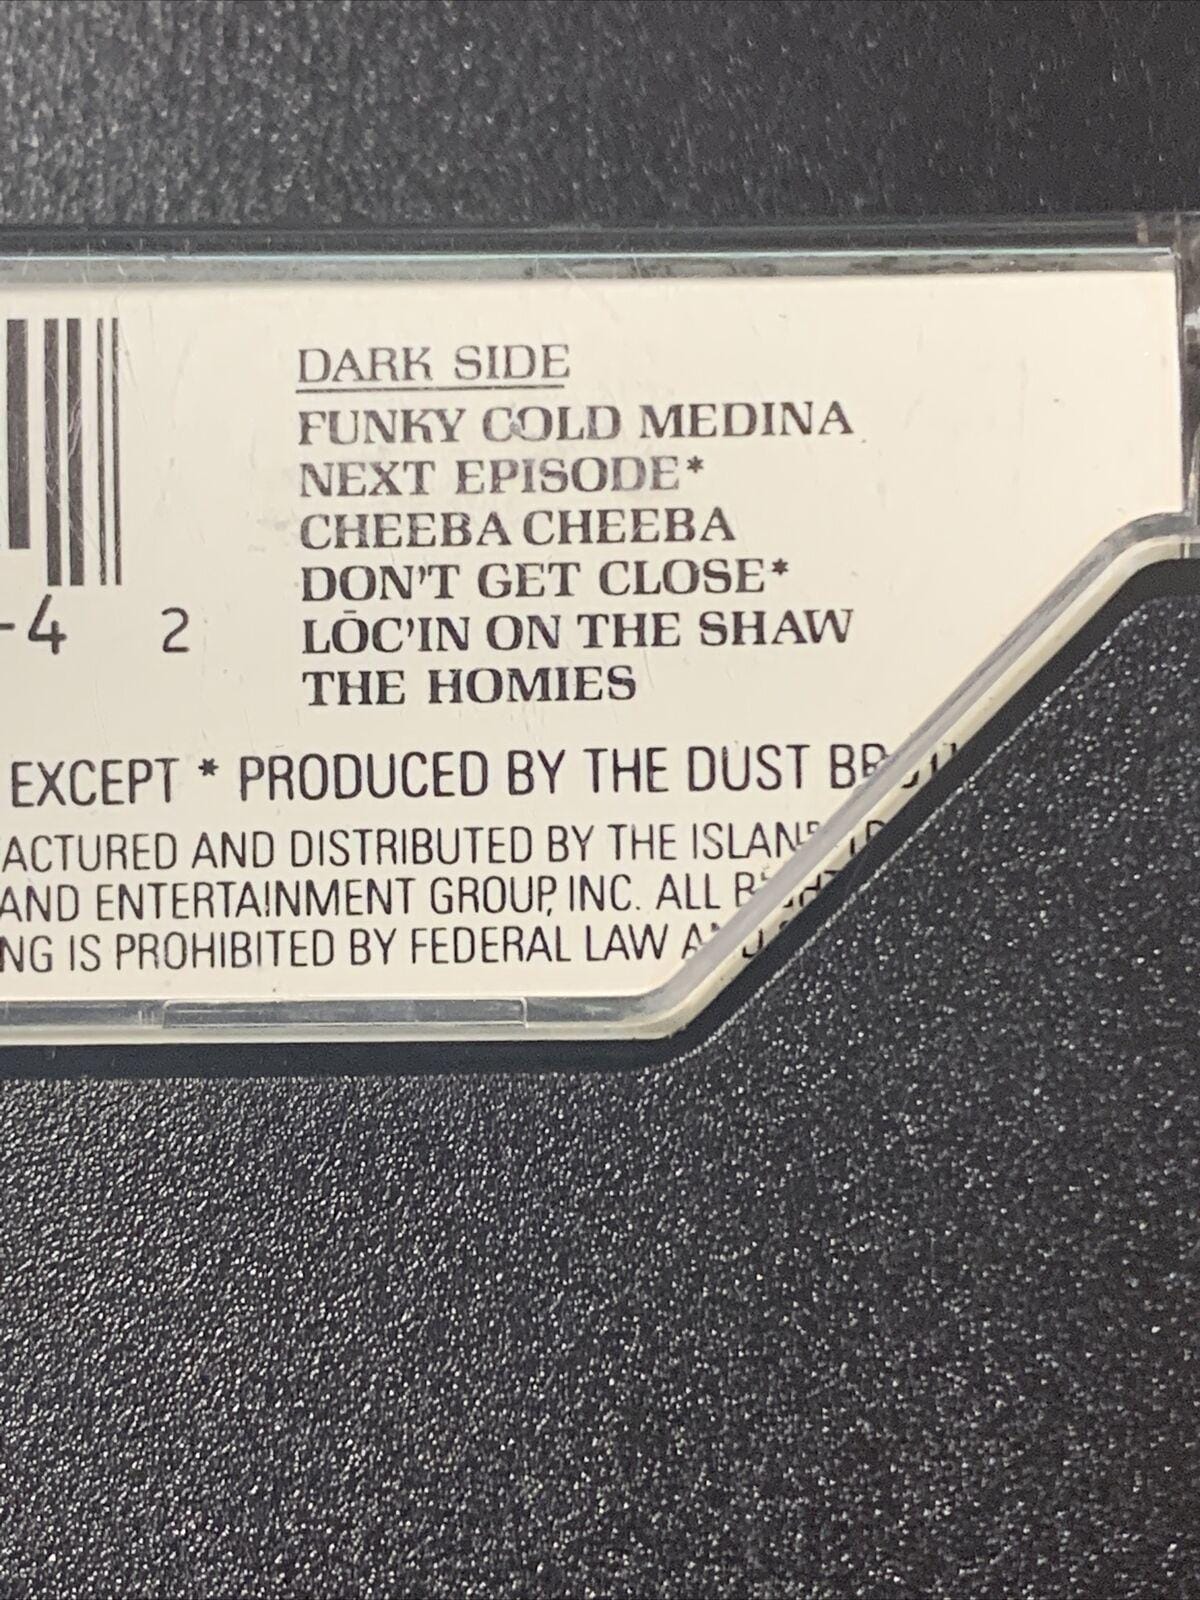 DARK SIDE
FUNKY COLD MEDINA
NEXT EPISODE*
CHEEBA CHEEBA
DON'T GET CLOSE*
LŌC'IN ON THE SHAW
THE HOMIES
-4 2
EXCEPT * PRODUCED BY THE DUST
ACTURED AND DISTRIBUTED BY THE ISLAN
AND ENTERTAINMENT GROUP, INC. ALL
NG IS PROHIBITED BY FEDERAL LAW